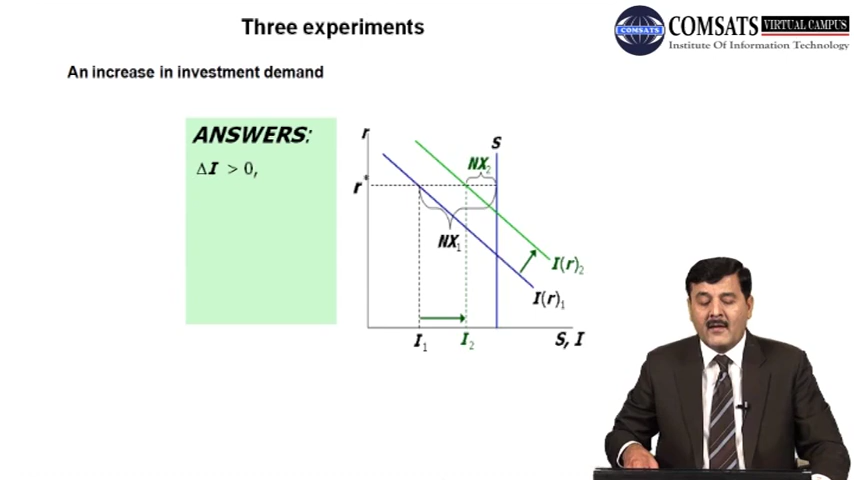 Three experiments
COMSATS VIRTUAL CAMPUS
COMSATS
Institute Of Information Technology
An increase in investment demand
ANSWERS:
ΔI > 0,
r
S
NX₂
r*
NX₁
I(r)₂
I(r)₁
I₁
I₂
S, I